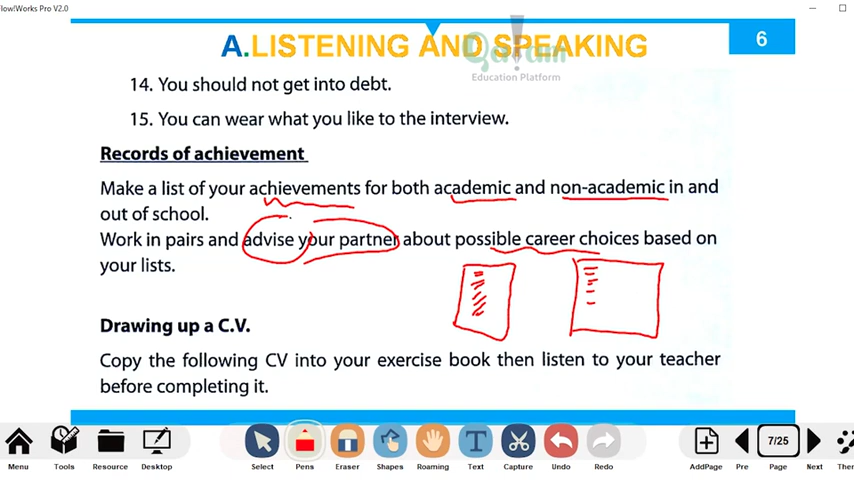 Flow!Works Pro V2.0
A.LISTENING AND SPEAKING
6
Qalam
Education Platform
14. You should not get into debt.
15. You can wear what you like to the interview.
Records of achievement
Make a list of your achievements for both academic and non-academic in and
out of school.
Work in pairs and advise your partner about possible career choices based on
your lists.
Drawing up a C.V.
Copy the following CV into your exercise book then listen to your teacher
before completing it.
7/25
Menu Tools Resource Desktop Select Pens Eraser Shapes Roaming Text Capture Undo Redo AddPage Pre Page Next